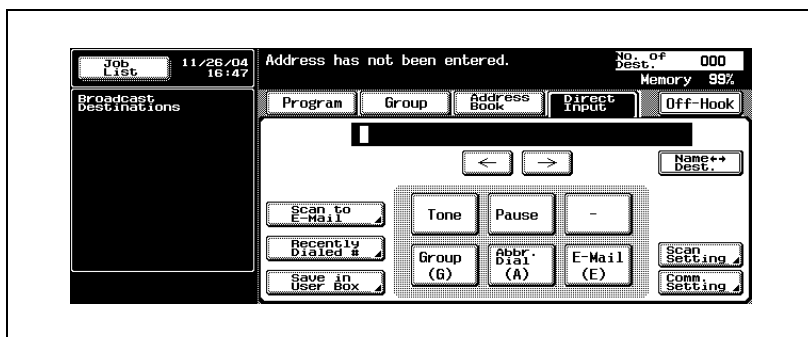 Job List
11/26/04
16:47
Address has not been entered.
No. of Dest.
000
Memory 99%
Broadcast
Destinations
Program
Group
Address Book
Direct Input
Off-Hook
← →
Name↔ Dest.
Scan to E-Mail
Tone
Pause
-
Recently Dialed #
Group (G)
Abbr. Dial (A)
E-Mail (E)
Scan Setting
Save in User Box
Comm. Setting